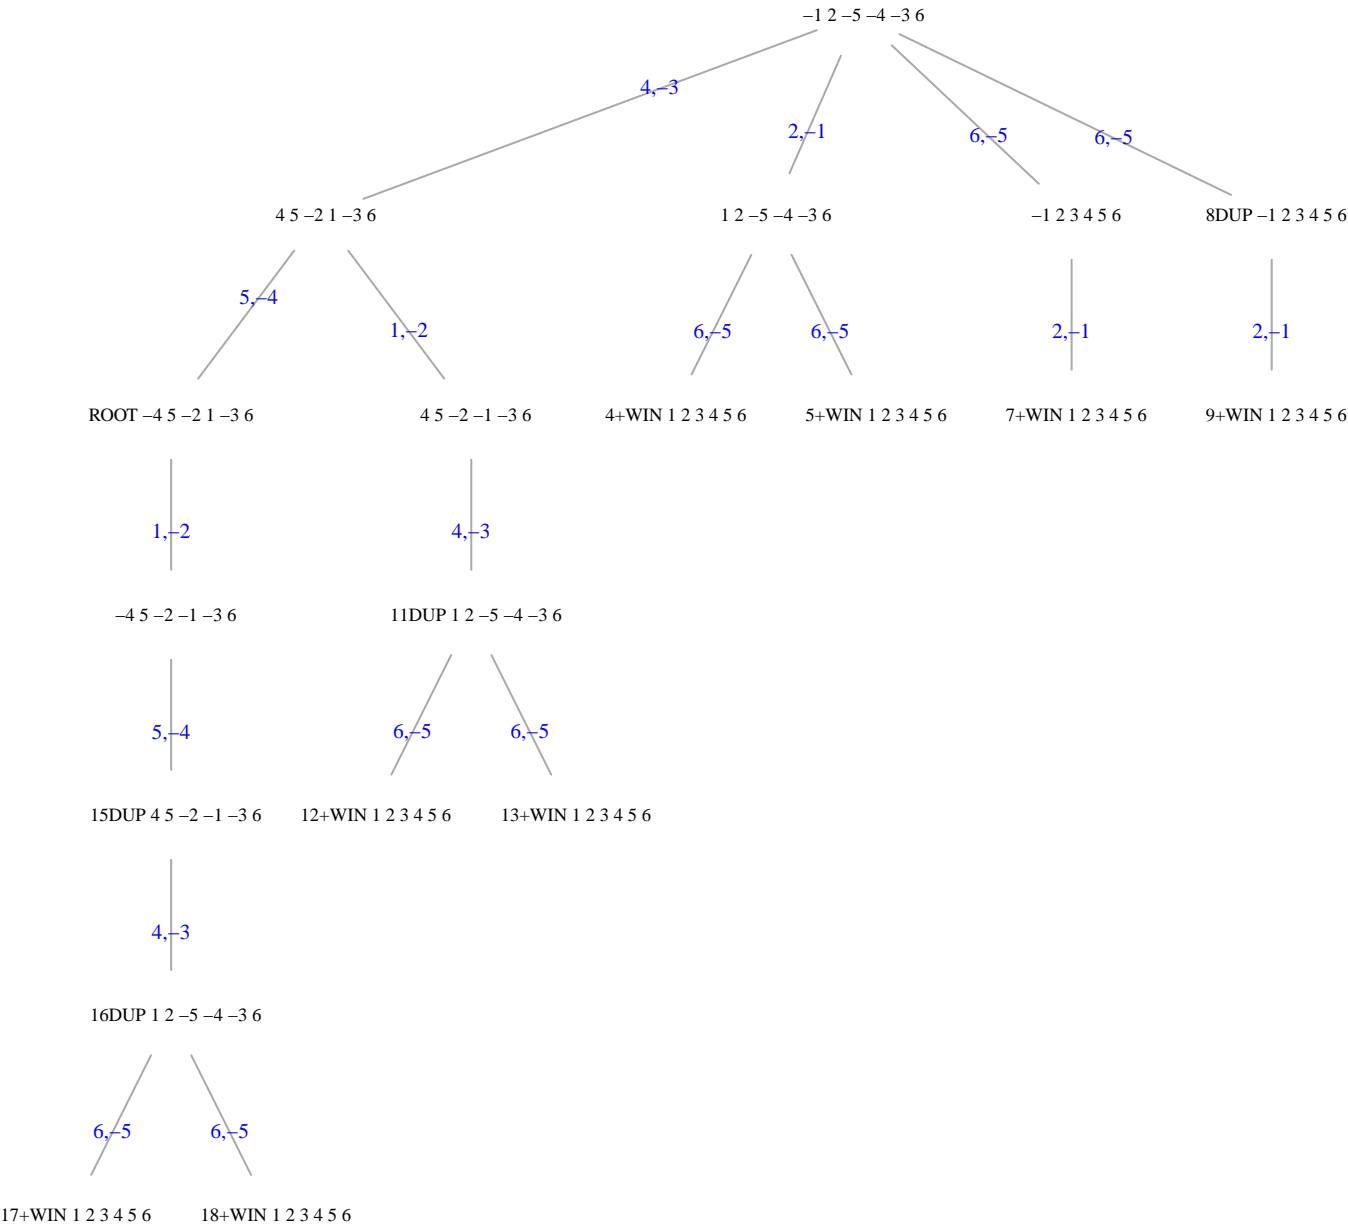 –1 2 –5 –4 –3 6
4,–3
2,–1
6,–5
6,–5
4 5 –2 1 –3 6
1 2 –5 –4 –3 6
–1 2 3 4 5 6
8DUP –1 2 3 4 5 6
5,–4
1,–2
6,–5
6,–5
2,–1
2,–1
ROOT –4 5 –2 1 –3 6
4 5 –2 –1 –3 6
4+WIN 1 2 3 4 5 6
5+WIN 1 2 3 4 5 6
7+WIN 1 2 3 4 5 6
9+WIN 1 2 3 4 5 6
1,–2
4,–3
–4 5 –2 –1 –3 6
11DUP 1 2 –5 –4 –3 6
5,–4
6,–5
6,–5
15DUP 4 5 –2 –1 –3 6
12+WIN 1 2 3 4 5 6
13+WIN 1 2 3 4 5 6
4,–3
16DUP 1 2 –5 –4 –3 6
6,–5
6,–5
17+WIN 1 2 3 4 5 6
18+WIN 1 2 3 4 5 6